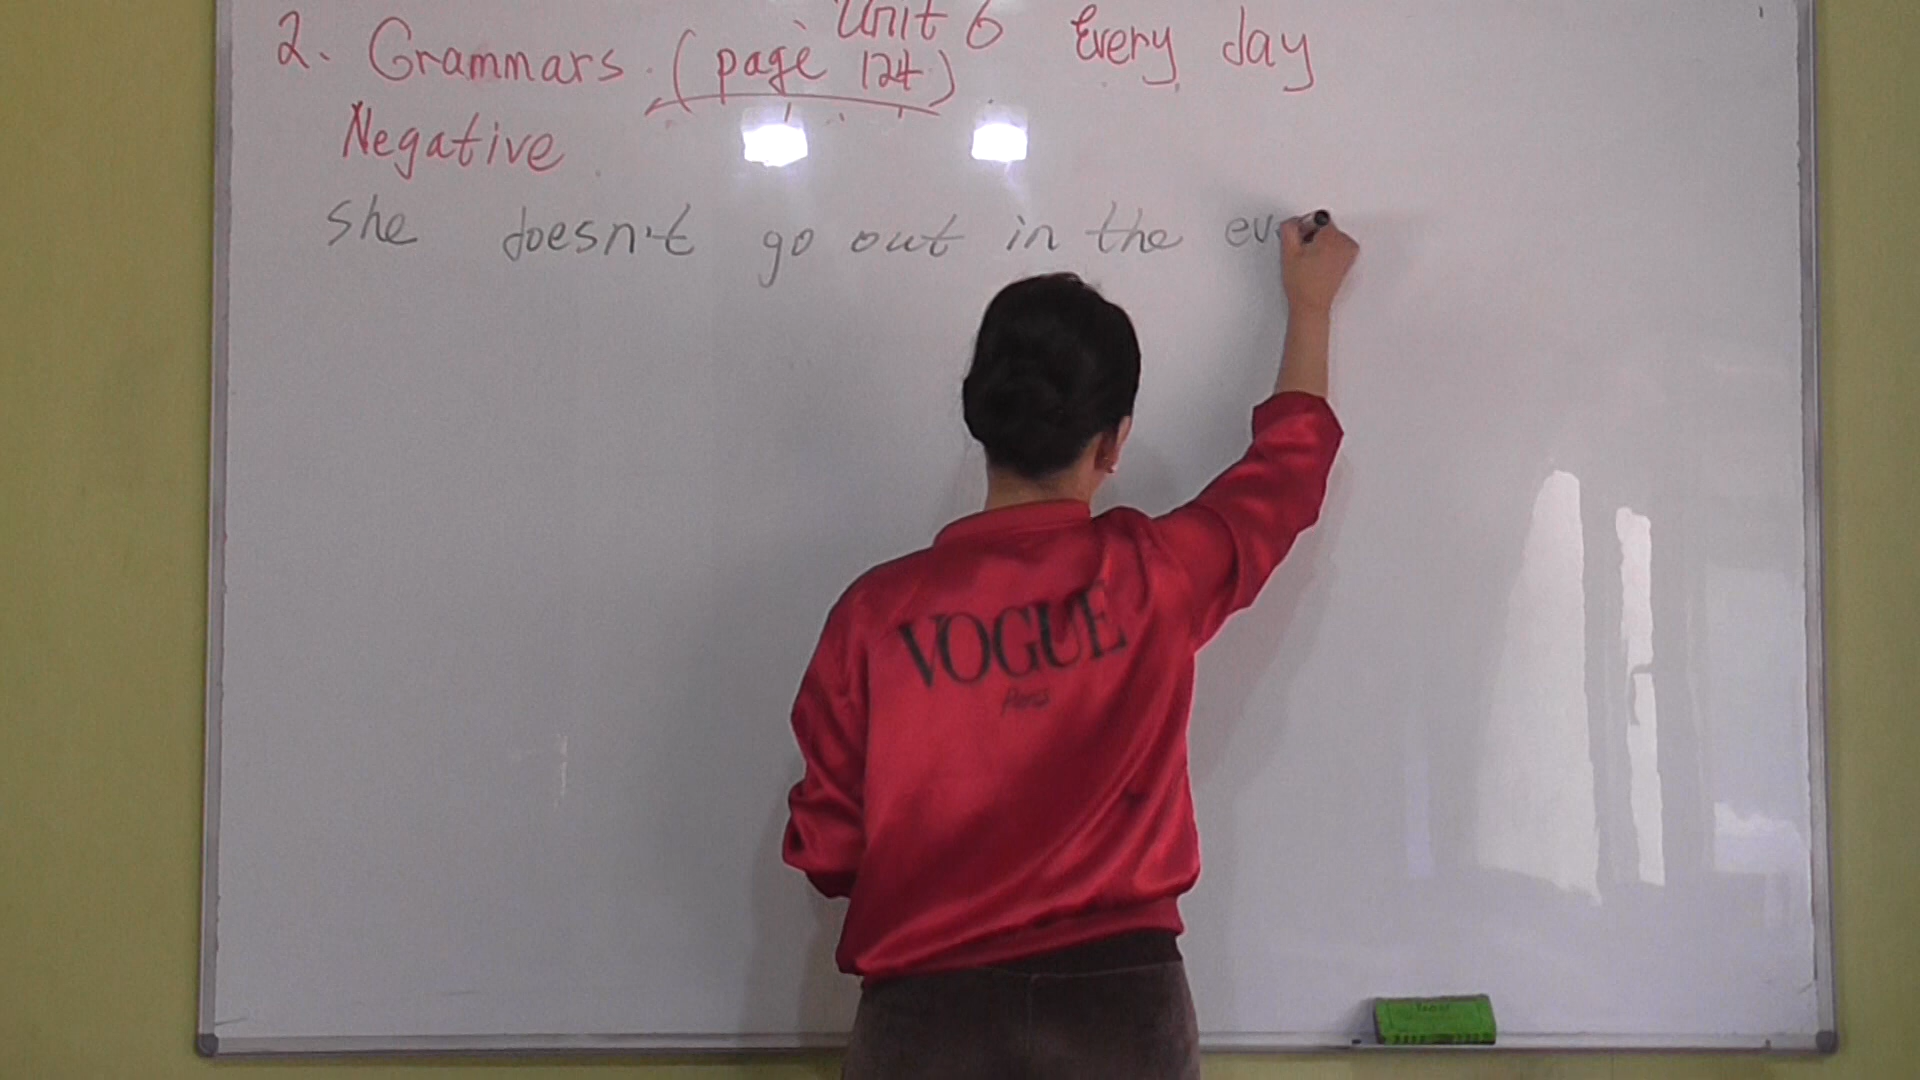 Unit 6 Every day
2. Grammars. (page 124)
Negative
she doesn't go out in the ev
VOGUE
Paris